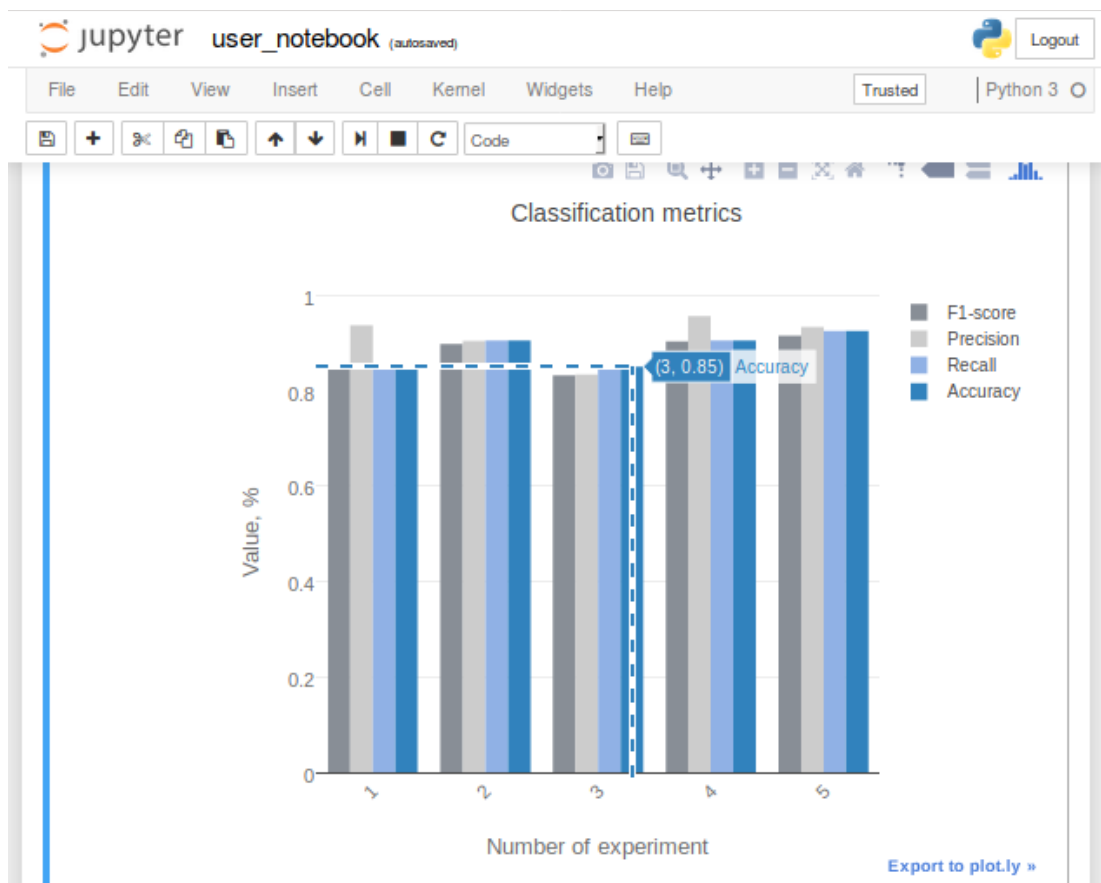 jupyter user_notebook (autosaved) Logout
File Edit View Insert Cell Kernel Widgets Help Trusted Python 3
Code
Classification metrics
1
0.8
0.6
0.4
0.2
0
Value, %
(3, 0.85) Accuracy
F1-score
Precision
Recall
Accuracy
1 2 3 4 5
Number of experiment
Export to plot.ly »